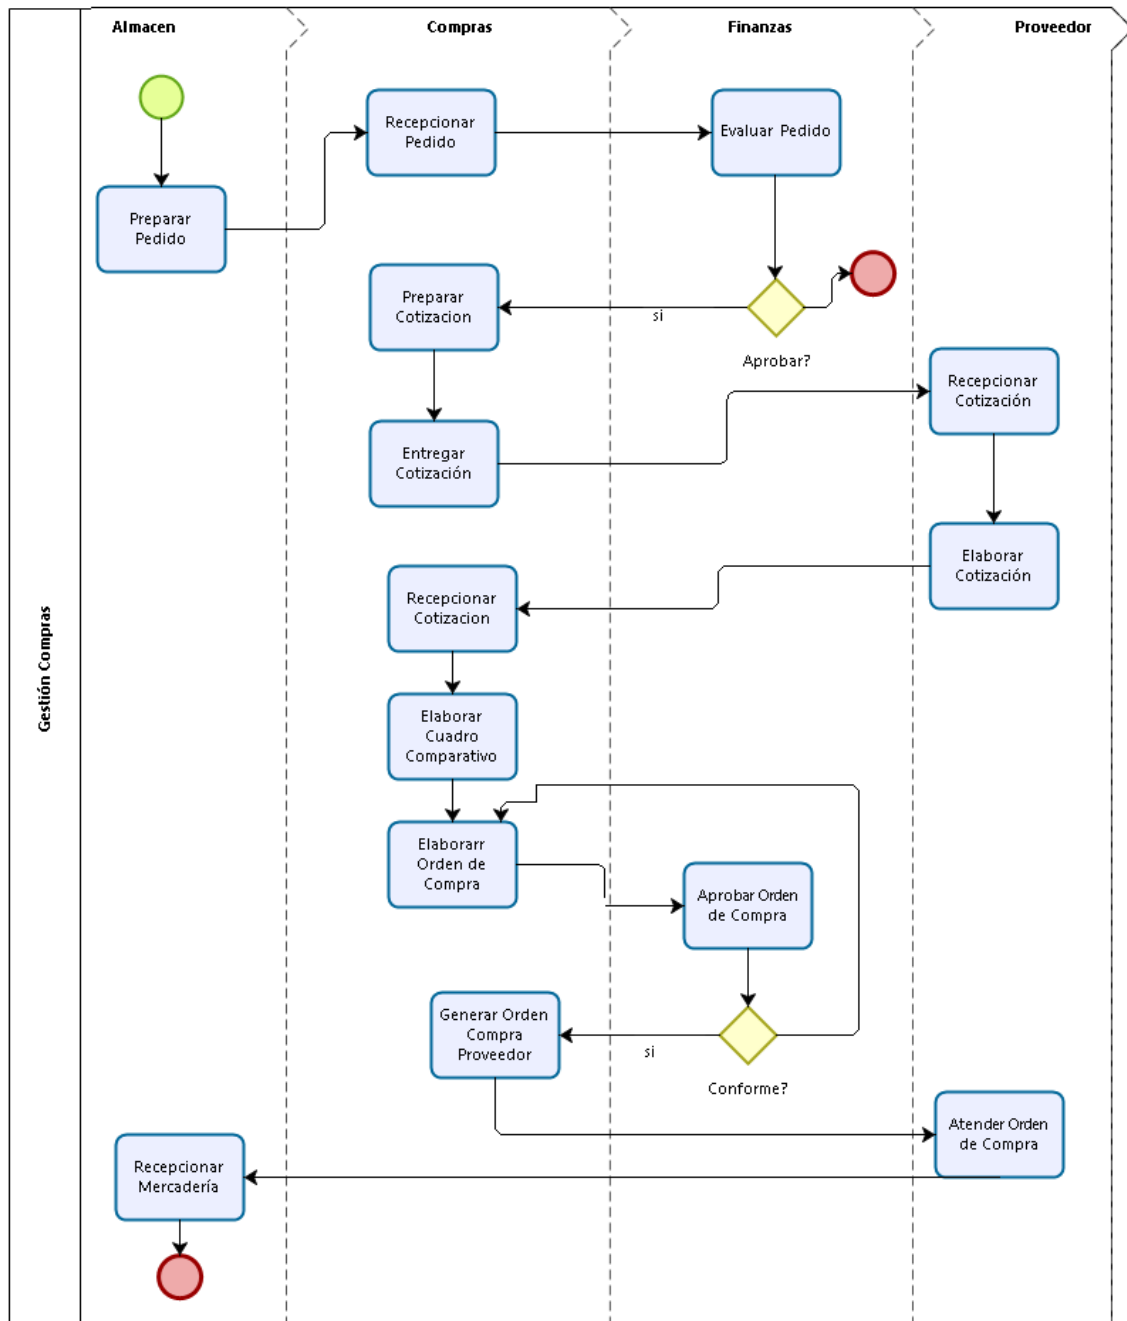 Almacen
Compras
Finanzas
Proveedor
Gestión Compras
Recepcionar
Pedido
Evaluar Pedido
Preparar
Pedido
Preparar
Cotizacion
si
Aprobar?
Recepcionar
Cotización
Entregar
Cotización
Elaborar
Cotización
Recepcionar
Cotizacion
Elaborar
Cuadro
Comparativo
Elaborarr
Orden de
Compra
Aprobar Orden
de Compra
Generar Orden
Compra
Proveedor
si
Conforme?
Atender Orden
de Compra
Recepcionar
Mercadería